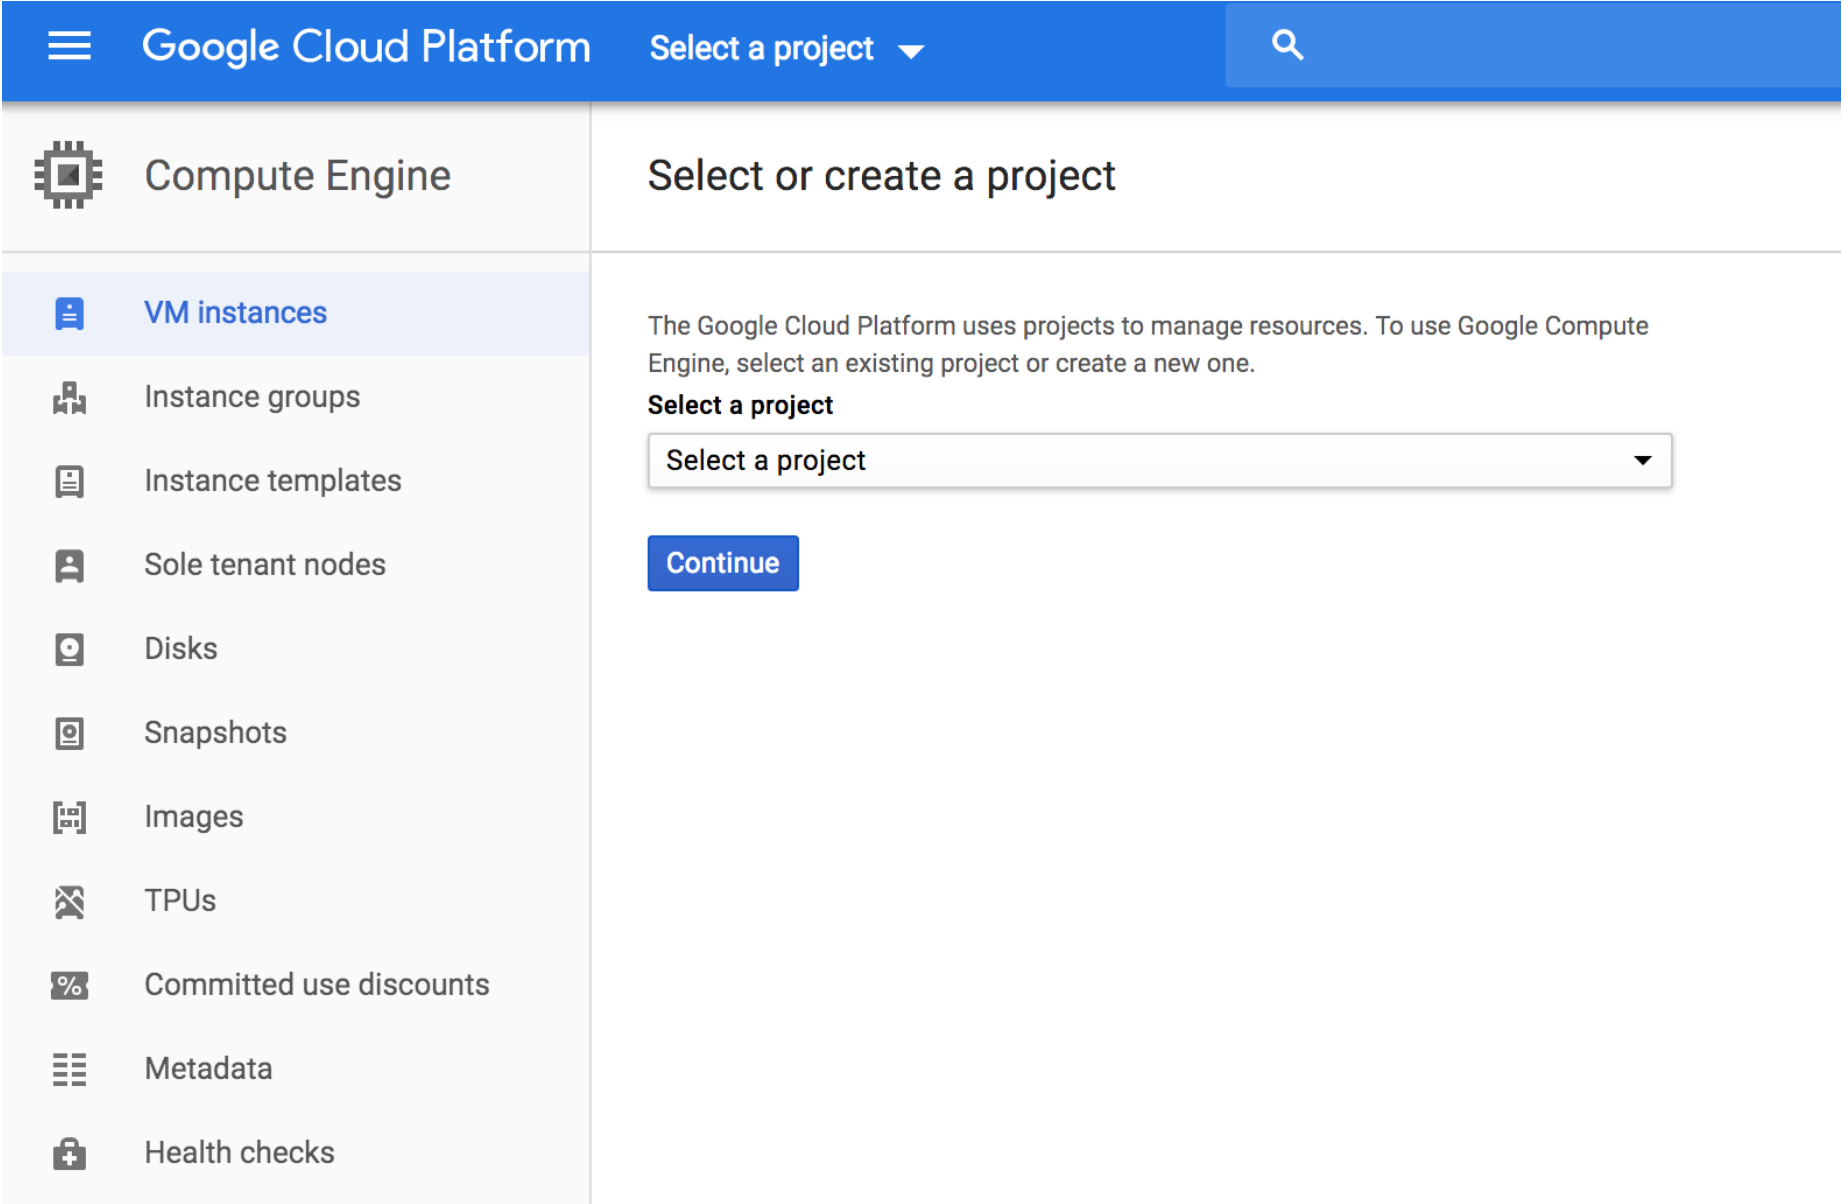 Google Cloud Platform
Select a project
Compute Engine
Select or create a project
VM instances
Instance groups
Instance templates
Sole tenant nodes
Disks
Snapshots
Images
TPUs
% Committed use discounts
Metadata
Health checks
The Google Cloud Platform uses projects to manage resources. To use Google Compute
Engine, select an existing project or create a new one.
Select a project
Select a project
Continue